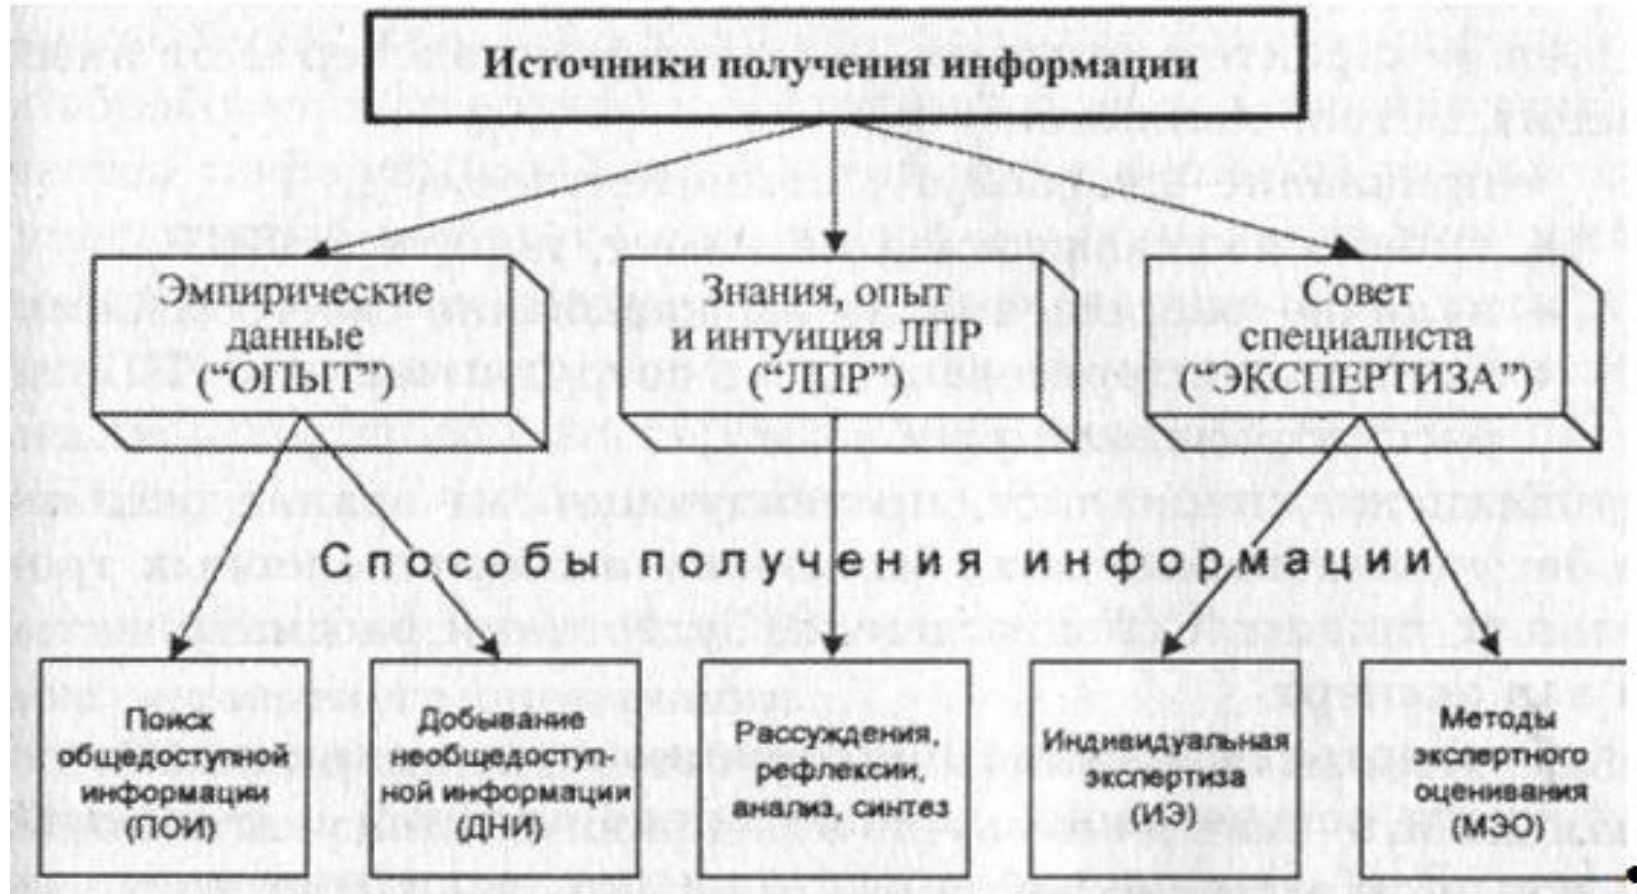 Источники получения информации
Эмпирические
данные
(“ОПЫТ”)
Знания, опыт
и интуиция ЛПР
(“ЛПР”)
Совет
специалиста
(“ЭКСПЕРТИЗА”)
Способы получения информации
Поиск
общедоступной
информации
(ПОИ)
Добывание
необщедоступ-
ной информации
(ДНИ)
Рассуждения,
рефлексии,
анализ, синтез
Индивидуальная
экспертиза
(ИЭ)
Методы
экспертного
оценивания
(МЭО)